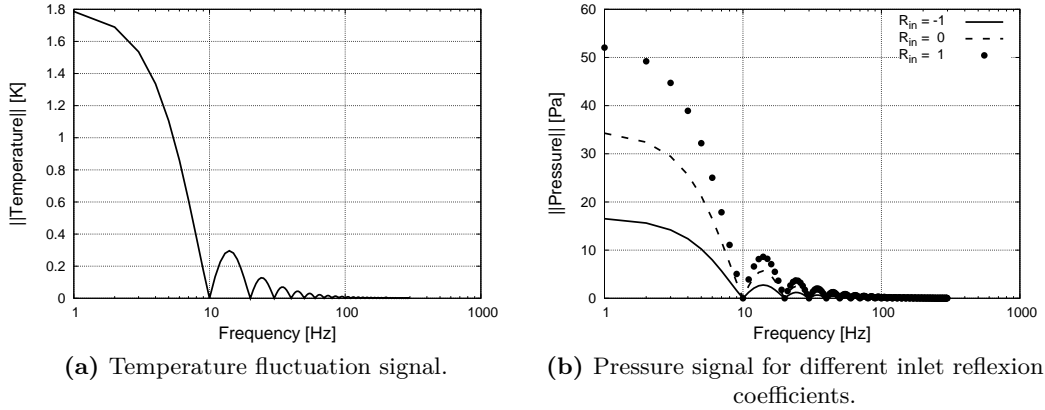 ||Temperature|| [K]
1.8
1.6
1.4
1.2
1
0.8
0.6
0.4
0.2
0
1
10
100
1000
Frequency [Hz]
(a) Temperature fluctuation signal.
||Pressure|| [Pa]
60
50
40
30
20
10
0
R_in = -1
R_in = 0
R_in = 1
1
10
100
1000
Frequency [Hz]
(b) Pressure signal for different inlet reflexion
coefficients.